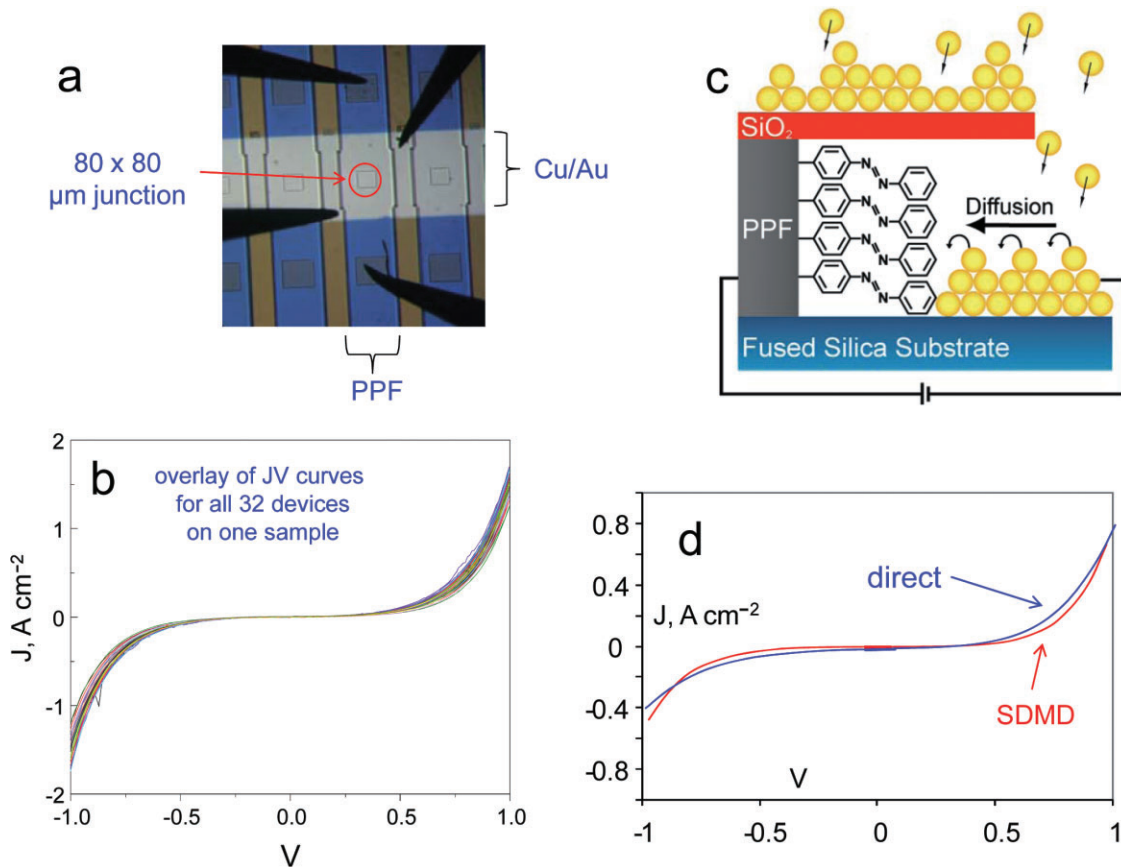 a
80 x 80
µm junction
Cu/Au
PPF
c
SiO₂
PPF
N
N
N
N
N
N
N
N
Diffusion
Fused Silica Substrate
b
overlay of JV curves
for all 32 devices
on one sample
J, A cm⁻²
2
1
0
-1
-2
-1.0
-0.5
0.0
0.5
1.0
V
d
direct
J, A cm⁻²
SDMD
0.8
0.4
0
-0.4
-0.8
V
-1
-0.5
0
0.5
1